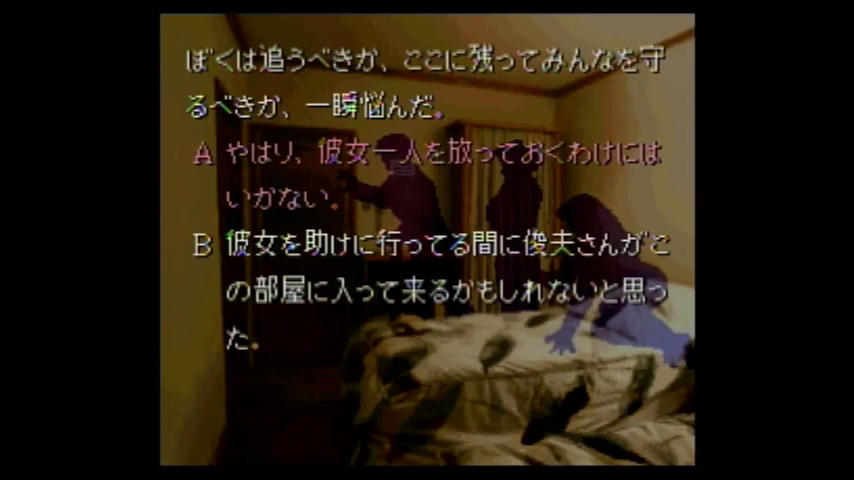 ぼくは追うべきか、ここに残ってみんなを守
るべきか、一瞬悩んだ。
A やはり、彼女一人を放っておくわけには
いかない。
B 彼女を助けに行ってる間に俊夫さんがこ
の部屋に入って来るかもしれないと思っ
た。